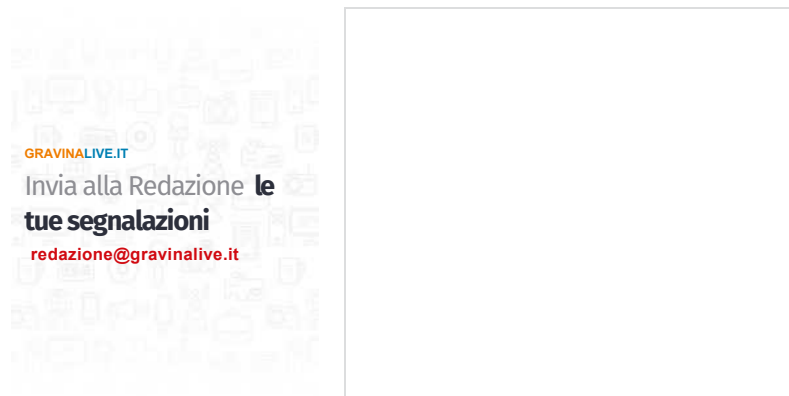 GRAVINALIVE.IT
Invia alla Redazione le
tue segnalazioni
redazione@gravinalive.it